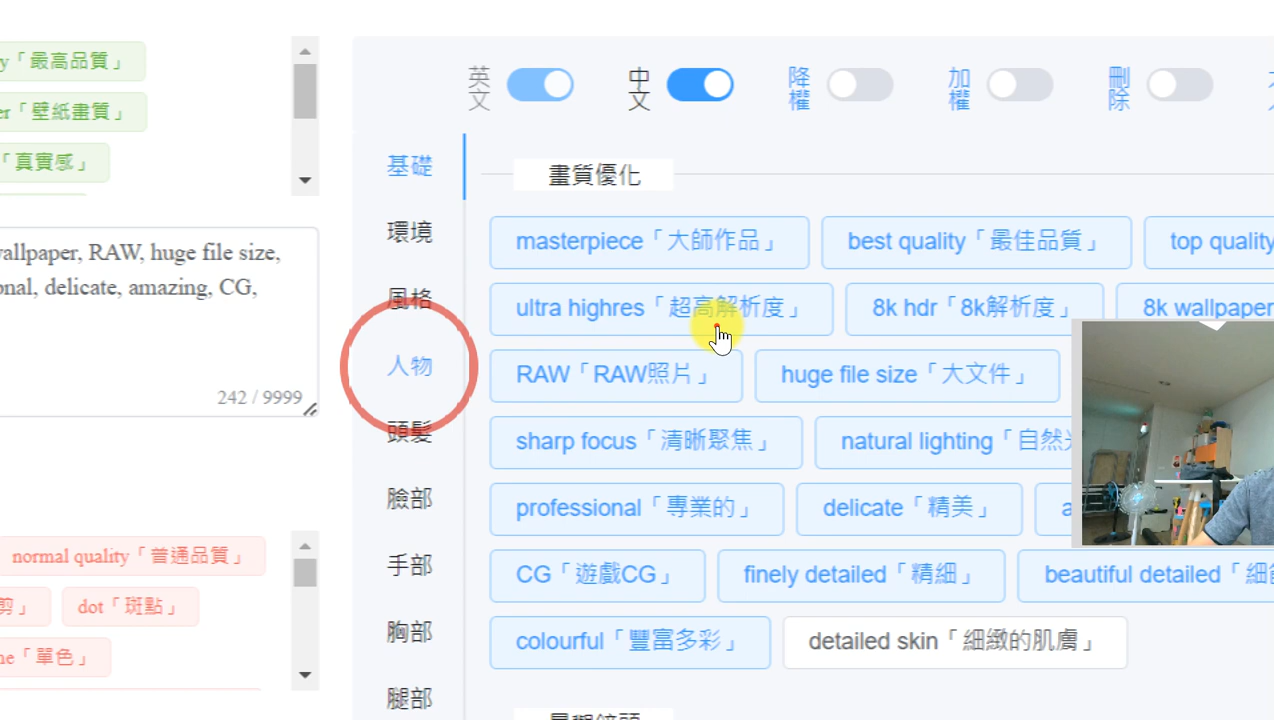 y「最高品質」
er「壁紙畫質」
「真實感」
wallpaper, RAW, huge file size,
onal, delicate, amazing, CG,
242 / 9999
normal quality「普通品質」
剪」
dot「斑點」
me「單色」
英文
中文
降權
加權
刪除
基礎
環境
風格
人物
頭髮
臉部
手部
胸部
腿部
畫質優化
masterpiece「大師作品」
best quality「最佳品質」
top quality
ultra highres「超高解析度」
8k hdr「8k解析度」
8k wallpaper
RAW「RAW照片」
huge file size「大文件」
sharp focus「清晰聚焦」
natural lighting「自然
professional「專業的」
delicate「精美」
a
CG「遊戲CG」
finely detailed「精細」
beautiful detailed「細
colourful「豐富多彩」
detailed skin「細緻的肌膚」